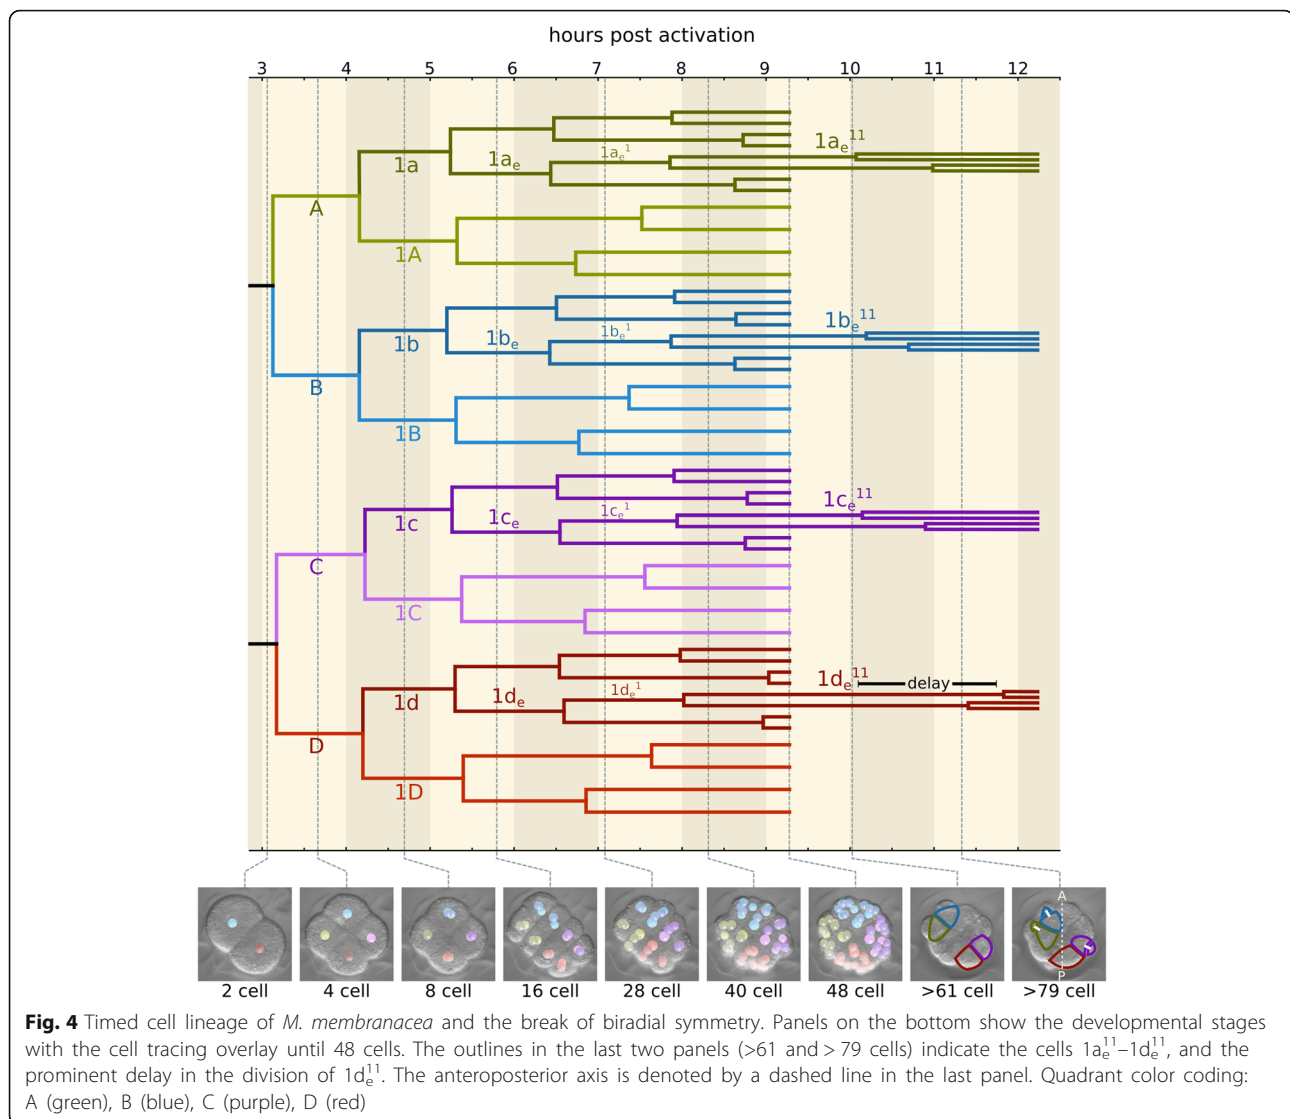 hours post activation
3 4 5 6 7 8 9 10 11 12
1a 1aₑ 1aₑ¹ 1aₑ¹¹
A
1A
1b 1bₑ 1bₑ¹ 1bₑ¹¹
B
1B
1c 1cₑ 1cₑ¹ 1cₑ¹¹
C
1C
1d 1dₑ 1dₑ¹ 1dₑ¹¹ delay
D
1D
A
P
2 cell 4 cell 8 cell 16 cell 28 cell 40 cell 48 cell >61 cell >79 cell
Fig. 4 Timed cell lineage of M. membranacea and the break of biradial symmetry. Panels on the bottom show the developmental stages
with the cell tracing overlay until 48 cells. The outlines in the last two panels (>61 and > 79 cells) indicate the cells 1aₑ¹¹–1dₑ¹¹, and the
prominent delay in the division of 1dₑ¹¹. The anteroposterior axis is denoted by a dashed line in the last panel. Quadrant color coding:
A (green), B (blue), C (purple), D (red)